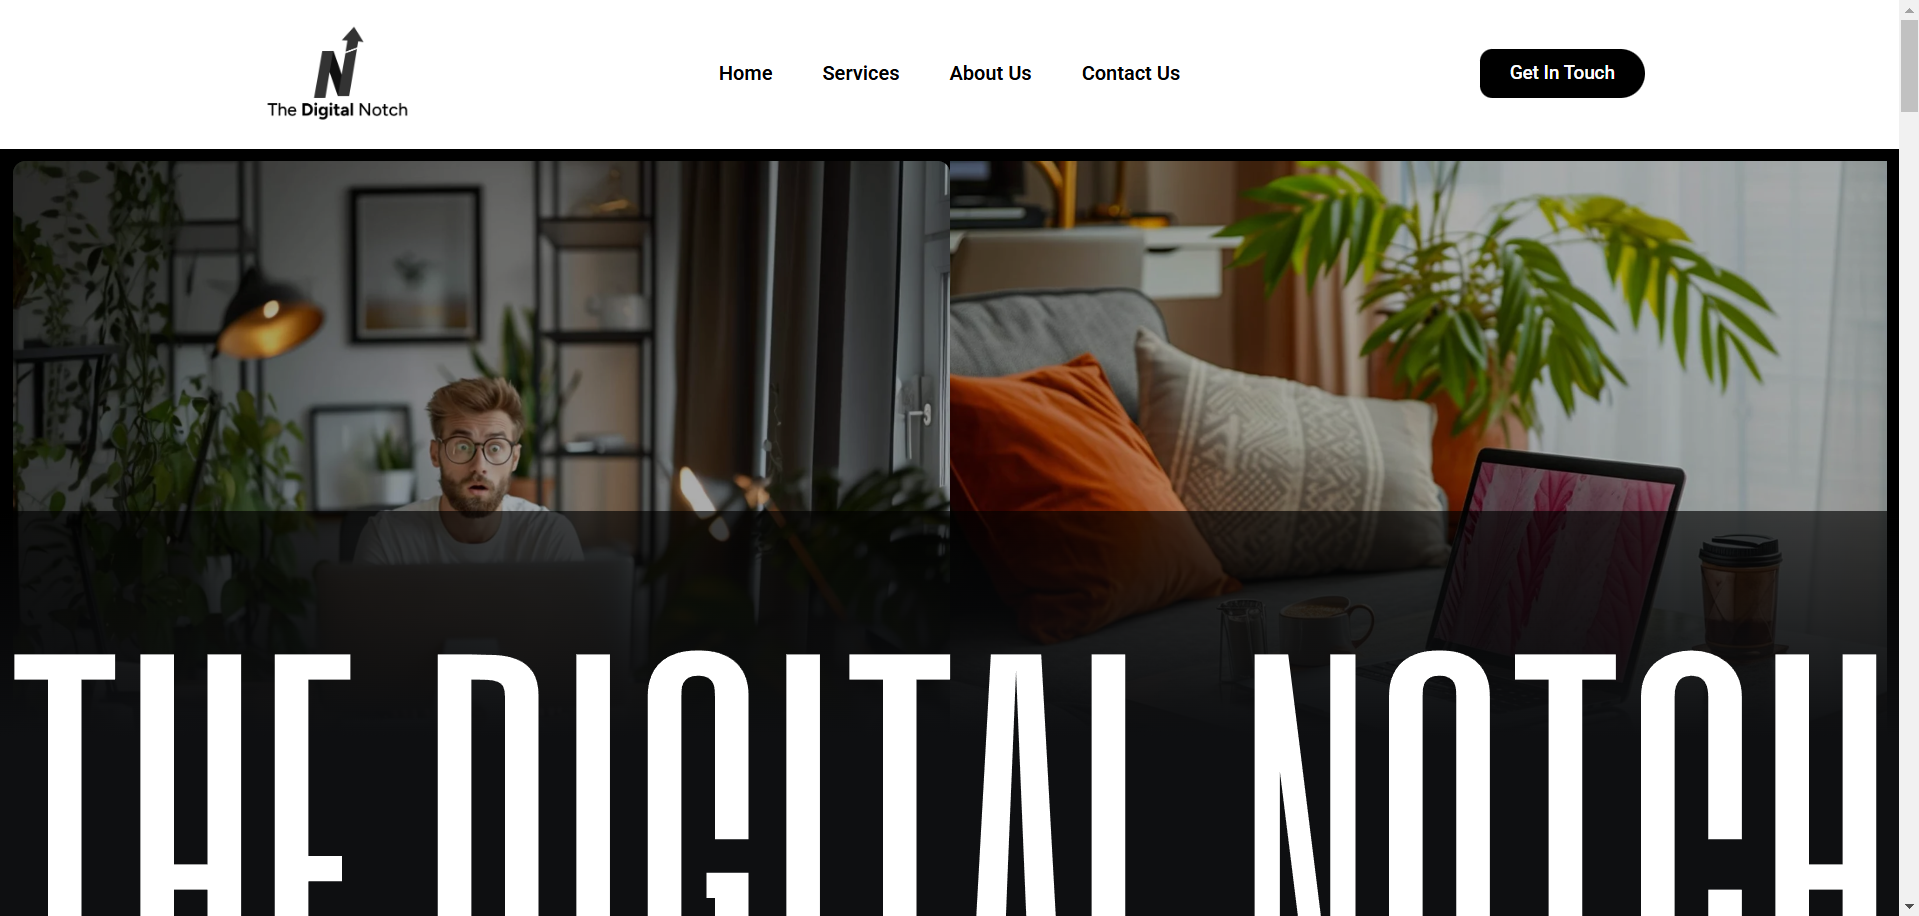 The Digital Notch
Home
Services
About Us
Contact Us
Get In Touch
THE DIGITAL NOTCH